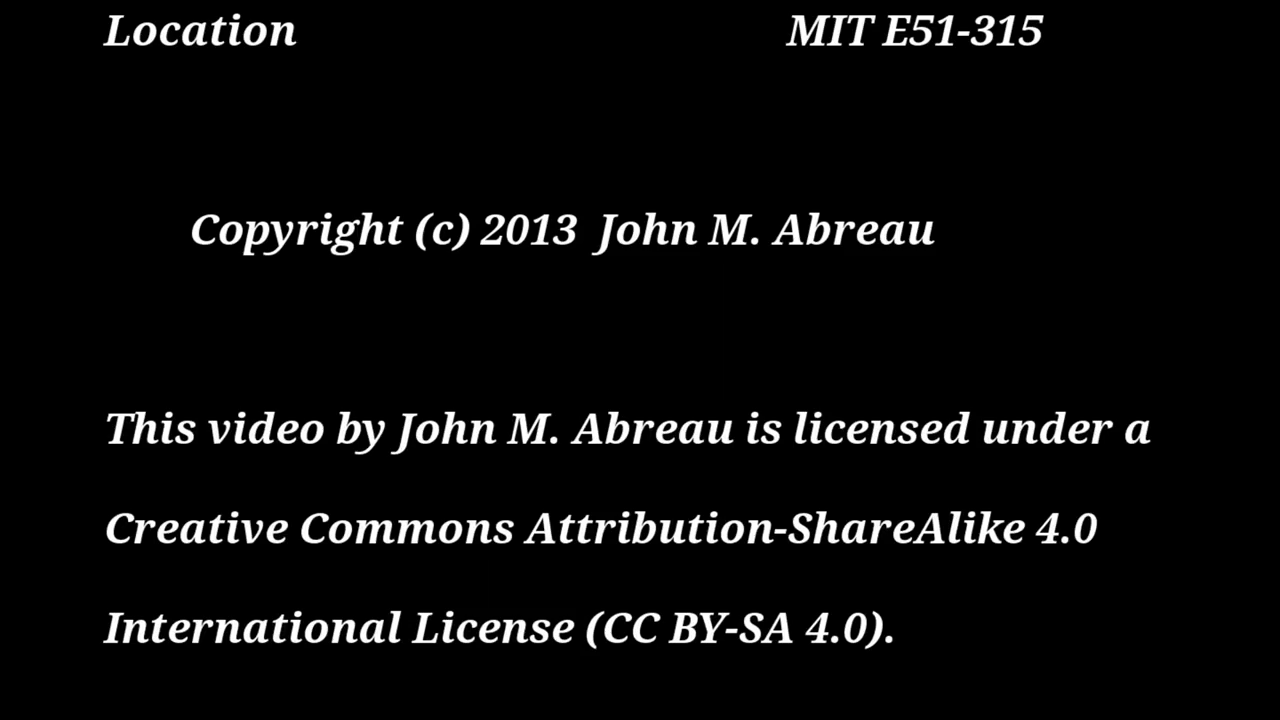 Location MIT E51-315
Copyright (c) 2013 John M. Abreau
This video by John M. Abreau is licensed under a
Creative Commons Attribution-ShareAlike 4.0
International License (CC BY-SA 4.0).